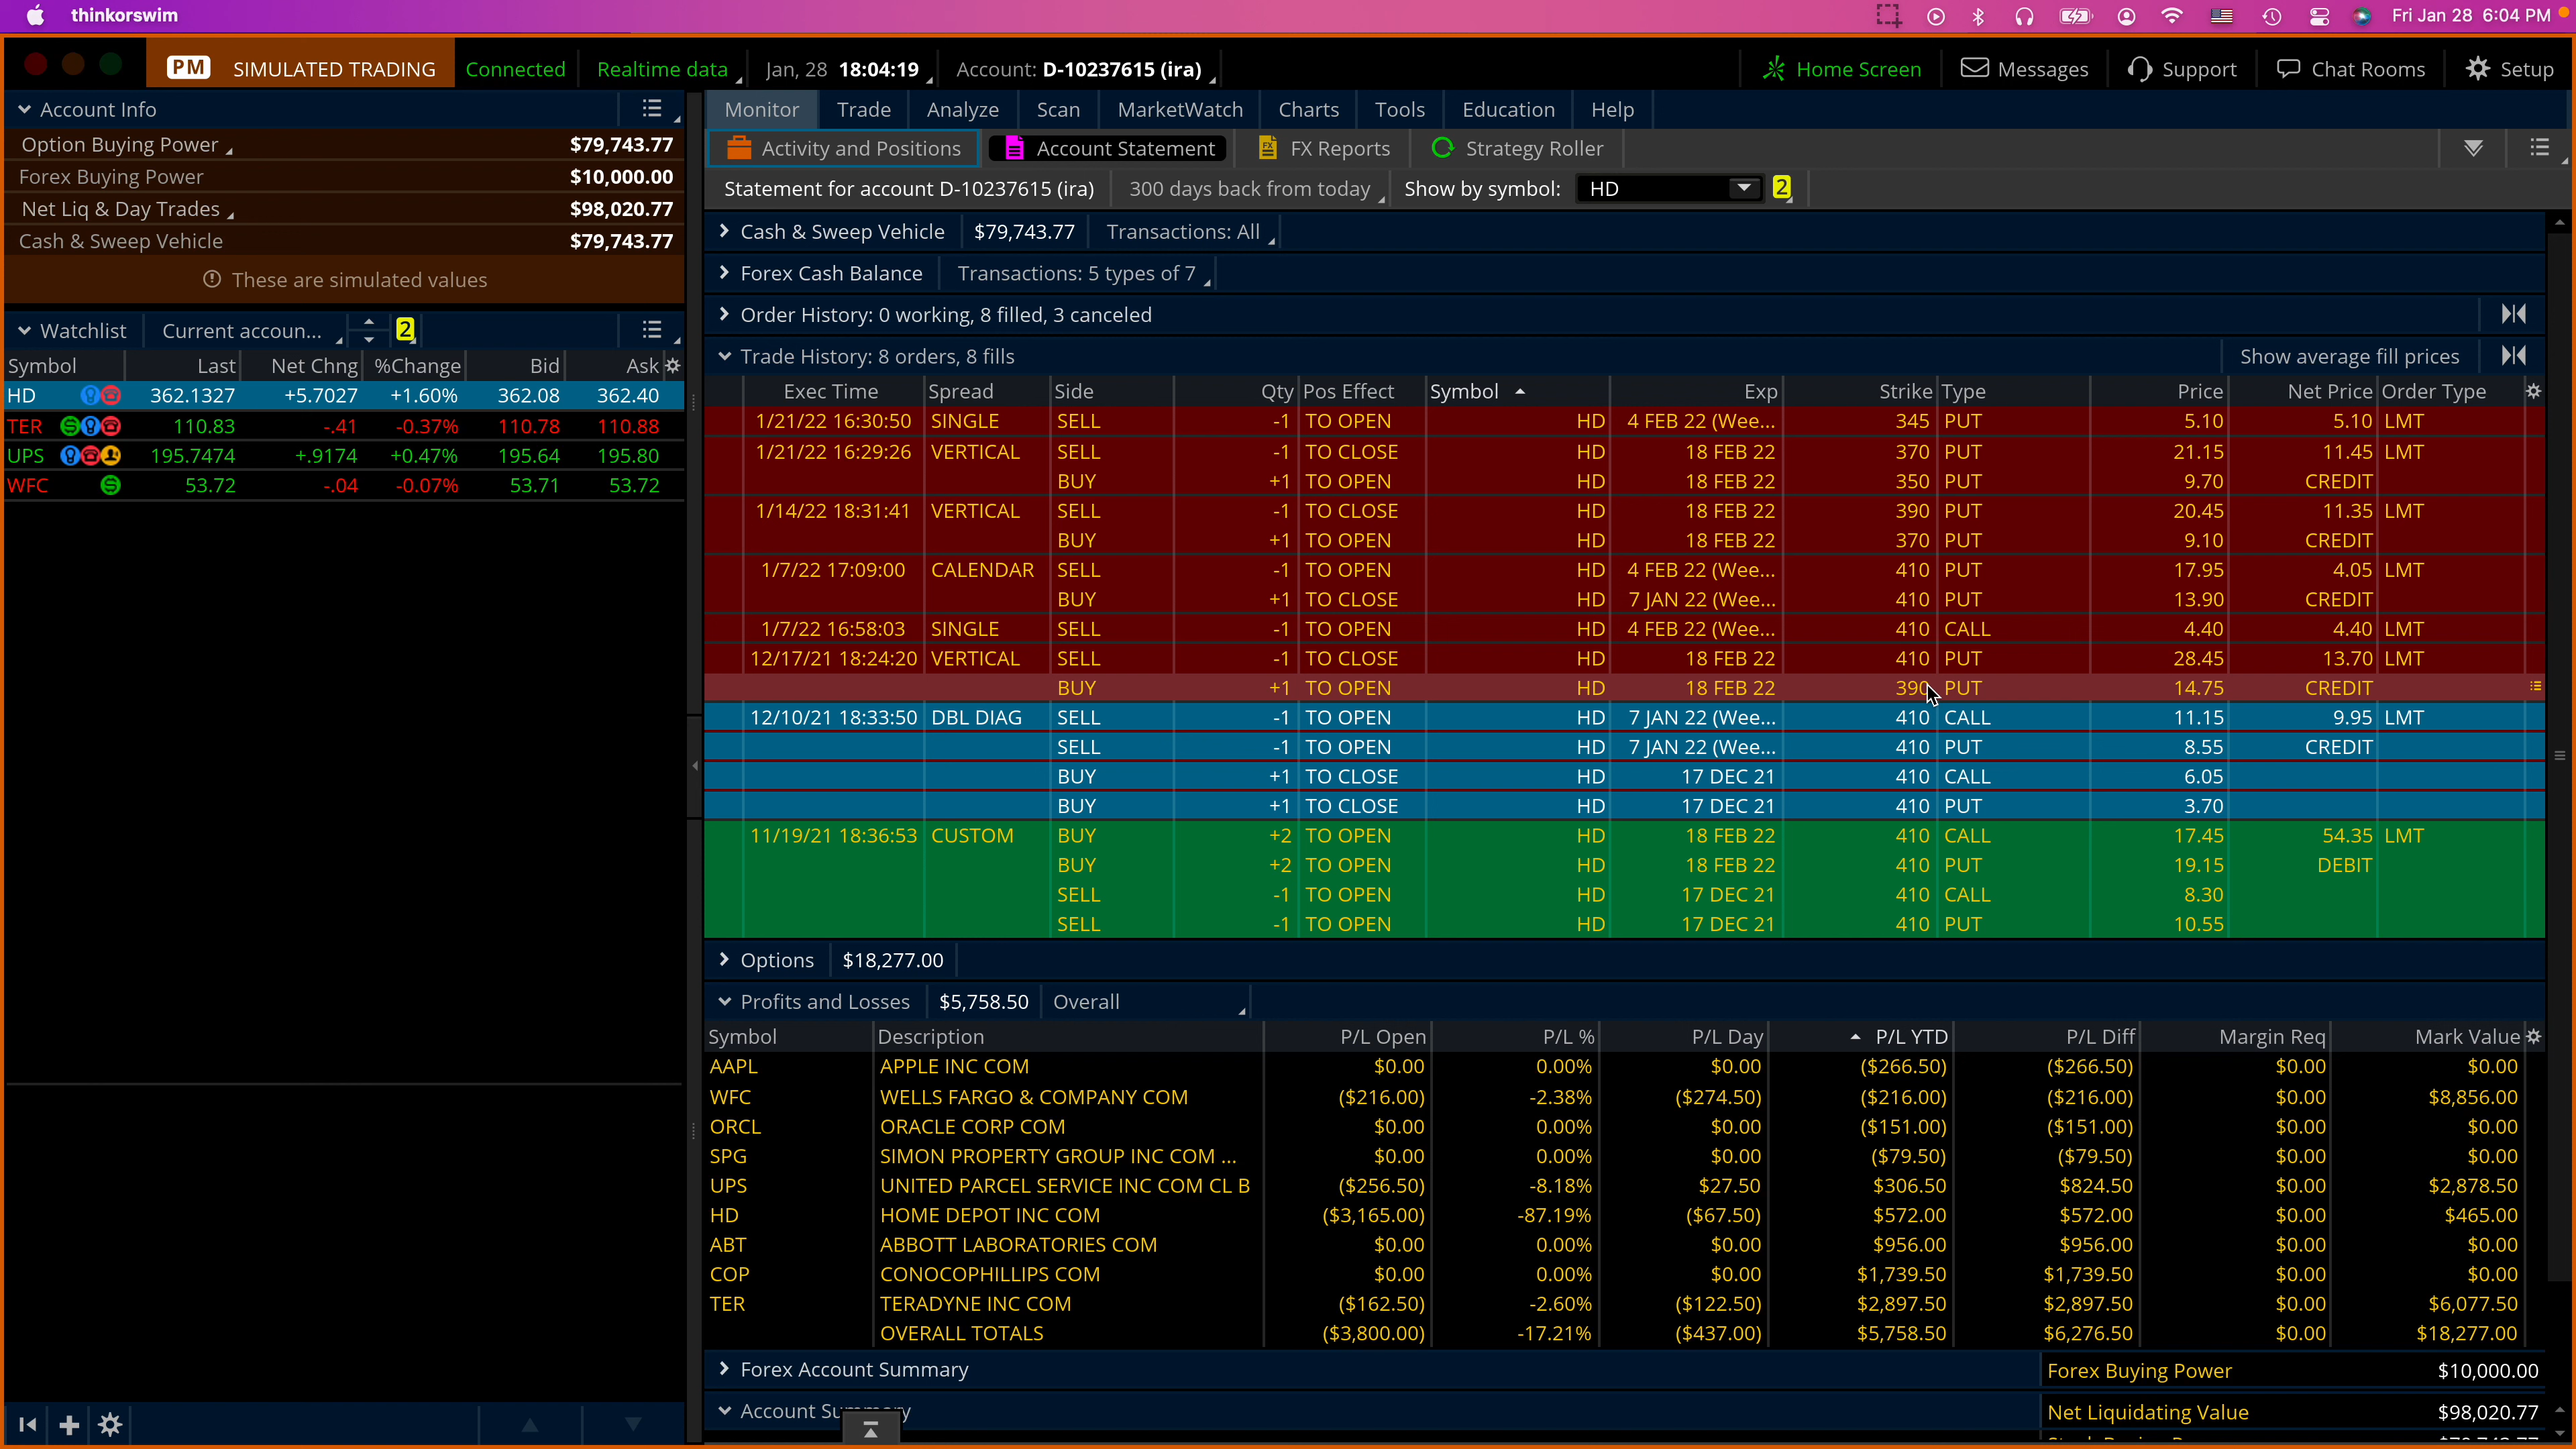 thinkorswim
Fri Jan 28 6:04 PM
PM SIMULATED TRADING Connected Realtime data Jan, 28 18:04:19 Account: D-10237615 (ira) Home Screen Messages Support Chat Rooms Setup
Account Info
Option Buying Power $79,743.77
Forex Buying Power $10,000.00
Net Liq & Day Trades $98,020.77
Cash & Sweep Vehicle $79,743.77
These are simulated values
Watchlist Current accoun... 2
Symbol Last Net Chng %Change Bid Ask
HD 362.1327 +5.7027 +1.60% 362.08 362.40
TER 110.83 -.41 -0.37% 110.78 110.88
UPS 195.7474 +.9174 +0.47% 195.64 195.80
WFC 53.72 -.04 -0.07% 53.71 53.72
Monitor Trade Analyze Scan MarketWatch Charts Tools Education Help
Activity and Positions Account Statement FX Reports Strategy Roller
Statement for account D-10237615 (ira) 300 days back from today Show by symbol: HD 2
Cash & Sweep Vehicle $79,743.77 Transactions: All
Forex Cash Balance Transactions: 5 types of 7
Order History: 0 working, 8 filled, 3 canceled
Trade History: 8 orders, 8 fills Show average fill prices
Exec Time Spread Side Qty Pos Effect Symbol Exp Strike Type Price Net Price Order Type
1/21/22 16:30:50 SINGLE SELL -1 TO OPEN HD 4 FEB 22 (Wee... 345 PUT 5.10 5.10 LMT
1/21/22 16:29:26 VERTICAL SELL -1 TO CLOSE HD 18 FEB 22 370 PUT 21.15 11.45 LMT
BUY +1 TO OPEN HD 18 FEB 22 350 PUT 9.70 CREDIT
1/14/22 18:31:41 VERTICAL SELL -1 TO CLOSE HD 18 FEB 22 390 PUT 20.45 11.35 LMT
BUY +1 TO OPEN HD 18 FEB 22 370 PUT 9.10 CREDIT
1/7/22 17:09:00 CALENDAR SELL -1 TO OPEN HD 4 FEB 22 (Wee... 410 PUT 17.95 4.05 LMT
BUY +1 TO CLOSE HD 7 JAN 22 (Wee... 410 PUT 13.90 CREDIT
1/7/22 16:58:03 SINGLE SELL -1 TO OPEN HD 4 FEB 22 (Wee... 410 CALL 4.40 4.40 LMT
12/17/21 18:24:20 VERTICAL SELL -1 TO CLOSE HD 18 FEB 22 410 PUT 28.45 13.70 LMT
BUY +1 TO OPEN HD 18 FEB 22 390 PUT 14.75 CREDIT
12/10/21 18:33:50 DBL DIAG SELL -1 TO OPEN HD 7 JAN 22 (Wee... 410 CALL 11.15 9.95 LMT
SELL -1 TO OPEN HD 7 JAN 22 (Wee... 410 PUT 8.55 CREDIT
BUY +1 TO CLOSE HD 17 DEC 21 410 CALL 6.05
BUY +1 TO CLOSE HD 17 DEC 21 410 PUT 3.70
11/19/21 18:36:53 CUSTOM BUY +2 TO OPEN HD 18 FEB 22 410 CALL 17.45 54.35 LMT
BUY +2 TO OPEN HD 18 FEB 22 410 PUT 19.15 DEBIT
SELL -1 TO OPEN HD 17 DEC 21 410 CALL 8.30
SELL -1 TO OPEN HD 17 DEC 21 410 PUT 10.55
Options $18,277.00
Profits and Losses $5,758.50 Overall
Symbol Description P/L Open P/L % P/L Day P/L YTD P/L Diff Margin Req Mark Value
AAPL APPLE INC COM $0.00 0.00% $0.00 ($266.50) ($266.50) $0.00 $0.00
WFC WELLS FARGO & COMPANY COM ($216.00) -2.38% ($274.50) ($216.00) ($216.00) $0.00 $8,856.00
ORCL ORACLE CORP COM $0.00 0.00% $0.00 ($151.00) ($151.00) $0.00 $0.00
SPG SIMON PROPERTY GROUP INC COM ... $0.00 0.00% $0.00 ($79.50) ($79.50) $0.00 $0.00
UPS UNITED PARCEL SERVICE INC COM CL B ($256.50) -8.18% $27.50 $306.50 $824.50 $0.00 $2,878.50
HD HOME DEPOT INC COM ($3,165.00) -87.19% ($67.50) $572.00 $572.00 $0.00 $465.00
ABT ABBOTT LABORATORIES COM $0.00 0.00% $0.00 $956.00 $956.00 $0.00 $0.00
COP CONOCOPHILLIPS COM $0.00 0.00% $0.00 $1,739.50 $1,739.50 $0.00 $0.00
TER TERADYNE INC COM ($162.50) -2.60% ($122.50) $2,897.50 $2,897.50 $0.00 $6,077.50
OVERALL TOTALS ($3,800.00) -17.21% ($437.00) $5,758.50 $6,276.50 $0.00 $18,277.00
Forex Account Summary Forex Buying Power $10,000.00
Account Su y Net Liquidating Value $98,020.77